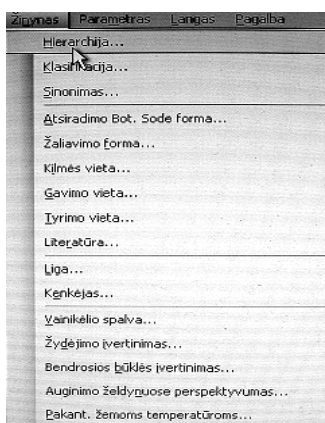 Žinynas Parametras Langas Pagalba
Hierarchija...
Klasifikacija...
Sinonimas...
Atsiradimo Bot. Sode forma...
Žaliavimo forma...
Kilmės vieta...
Gavimo vieta...
Tyrimo vieta...
Literatūra...
Liga...
Kenkėjas...
Vainikėlio spalva...
Žydėjimo įvertinimas...
Bendrosios būklės įvertinimas...
Auginimo želdynuose perspektyvumas...
Pakant. žemoms temperatūroms...